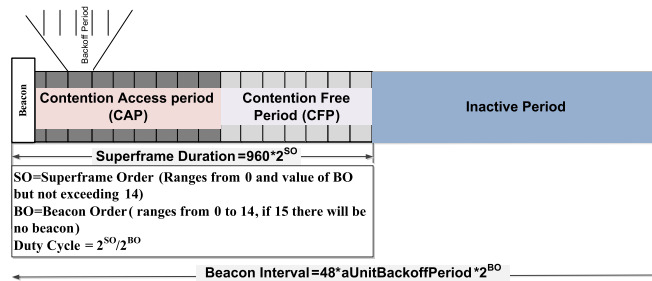 Backoff Period
Beacon
Contention Access period
(CAP)
Contention Free
Period (CFP)
Inactive Period
Superframe Duration=960*2^SO
SO=Superframe Order (Ranges from 0 and value of BO
but not exceeding 14)
BO=Beacon Order( ranges from 0 to 14, if 15 there will be
no beacon)
Duty Cycle = 2^SO/2^BO
Beacon Interval=48*aUnitBackoffPeriod*2^BO